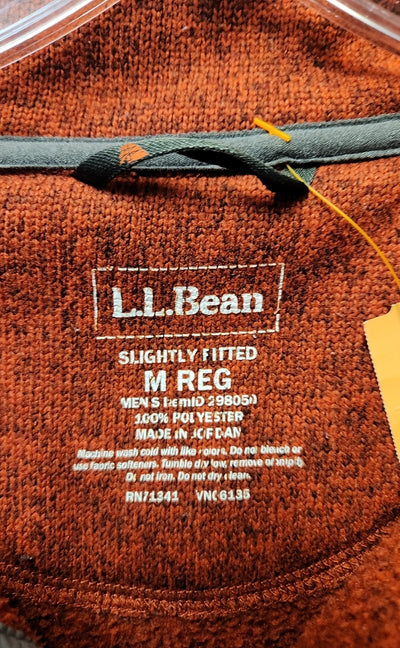 L.L.Bean
SLIGHTLY FITTED
M REG
MEN'S ItemID 298050
100% POLYESTER
MADE IN JORDAN
Machine wash cold with like colors. Do not bleach or
use fabric softeners. Tumble dry low, remove promptly.
Do not iron. Do not dry clean.
RN71341 VN06135